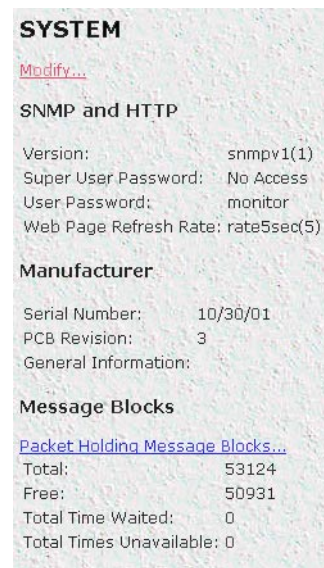 SYSTEM
Modify...
SNMP and HTTP
Version: snmpv1(1)
Super User Password: No Access
User Password: monitor
Web Page Refresh Rate: rate5sec(5)
Manufacturer
Serial Number: 10/30/01
PCB Revision: 3
General Information:
Message Blocks
Packet Holding Message Blocks...
Total: 53124
Free: 50931
Total Time Waited: 0
Total Times Unavailable: 0